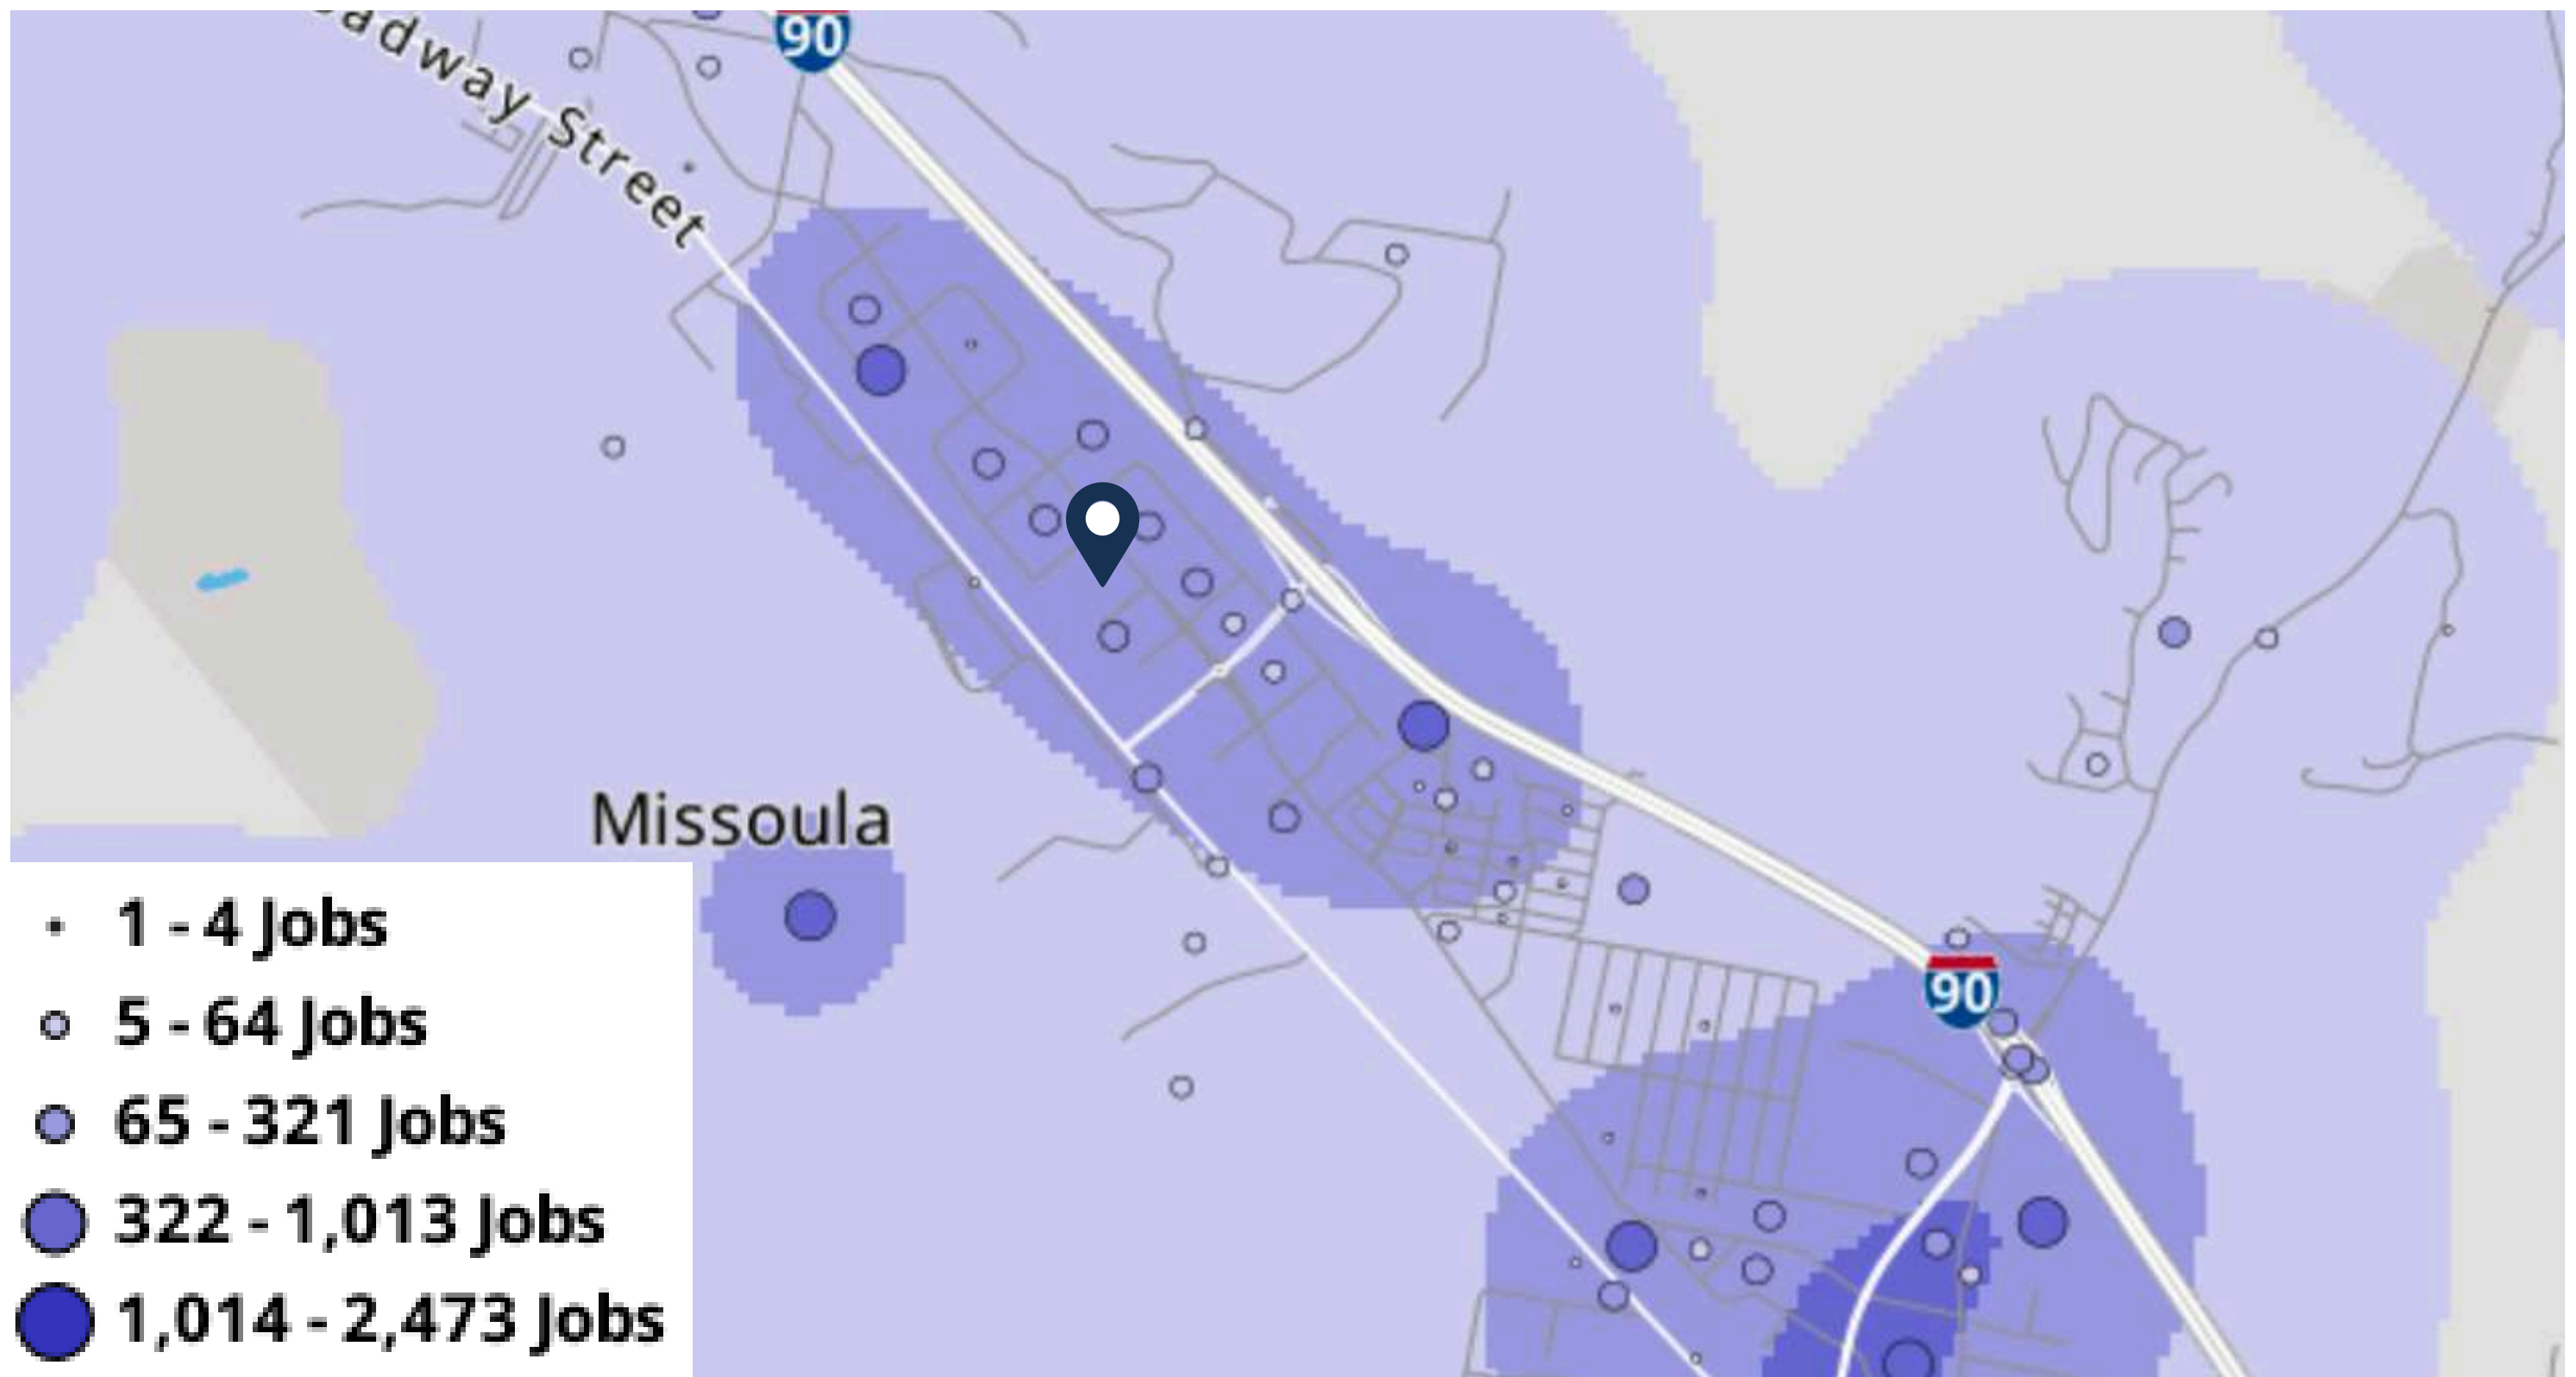 90
adway Street
Missoula
90
1 - 4 Jobs
5 - 64 Jobs
65 - 321 Jobs
322 - 1,013 Jobs
1,014 - 2,473 Jobs